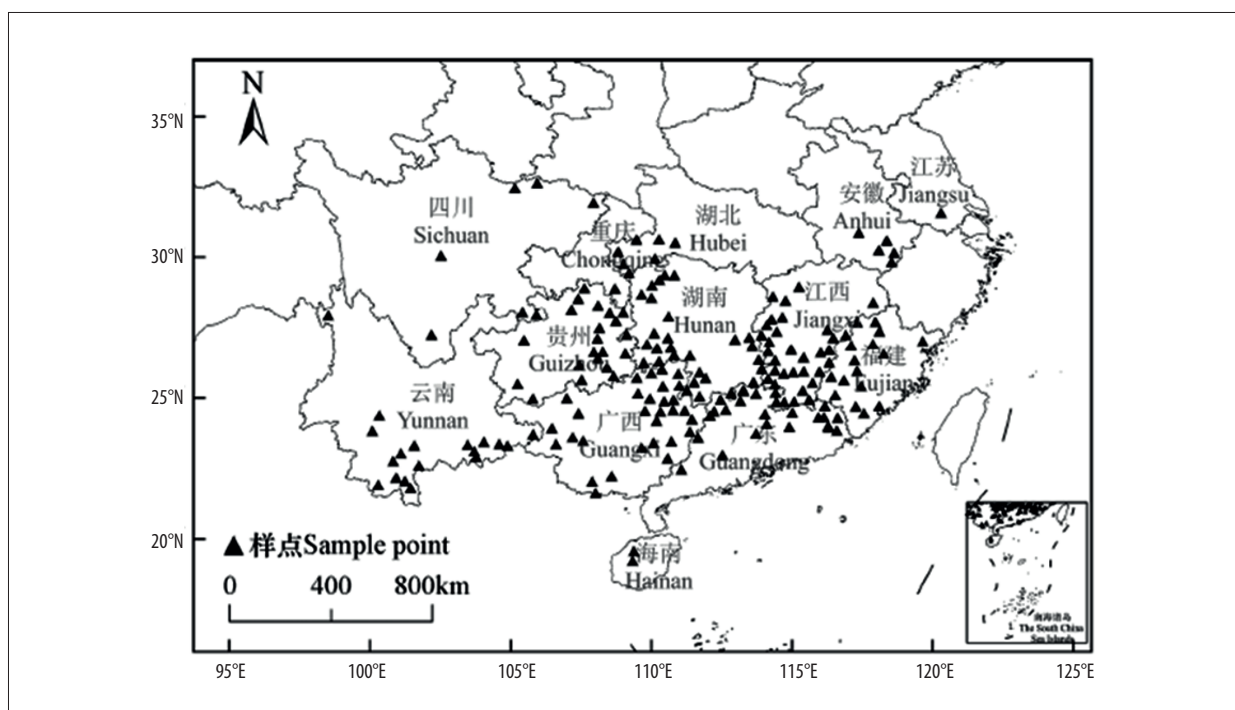 N
35°N
30°N
25°N
20°N
江苏
Jiangsu
安徽
Anhui
四川
Sichuan
湖北
Hubei
重庆
Chongqing
江西
Jiangxi
湖南
Hunan
贵州
Guizhou
福建
Fujian
云南
Yunnan
广西
Guangxi
广东
Guangdong
海南
Hainan
▲ 样点Sample point
0 400 800km
南海诸岛
The South China
Sea Islands
95°E 100°E 105°E 110°E 115°E 120°E 125°E